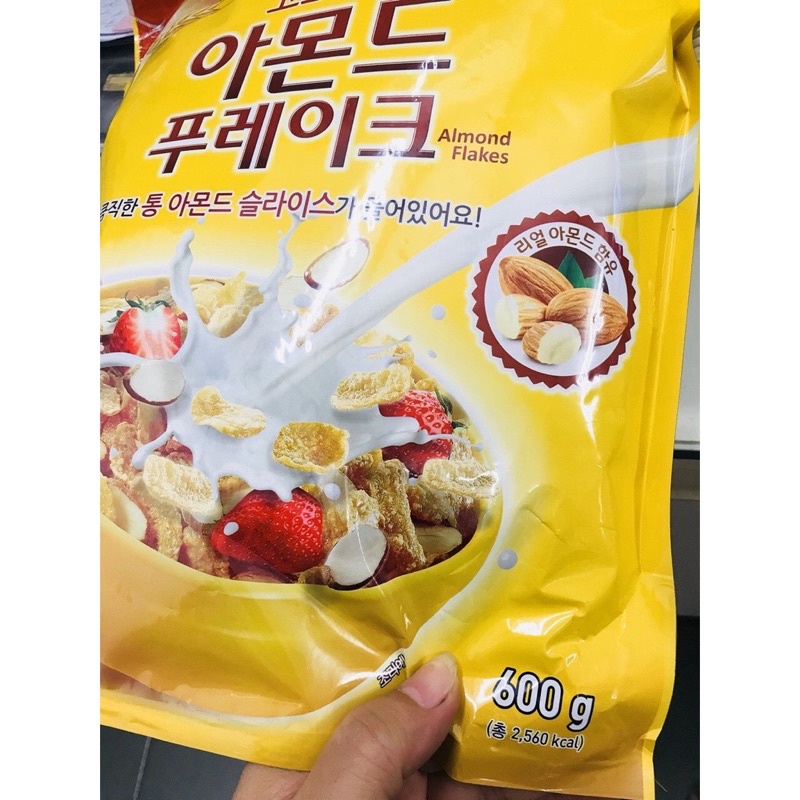 아몬드
푸레이크
Almond
Flakes
통 아몬드 슬라이스가 들어있어요!
리얼 아몬드 함유
600 g
(총 2,560 kcal)